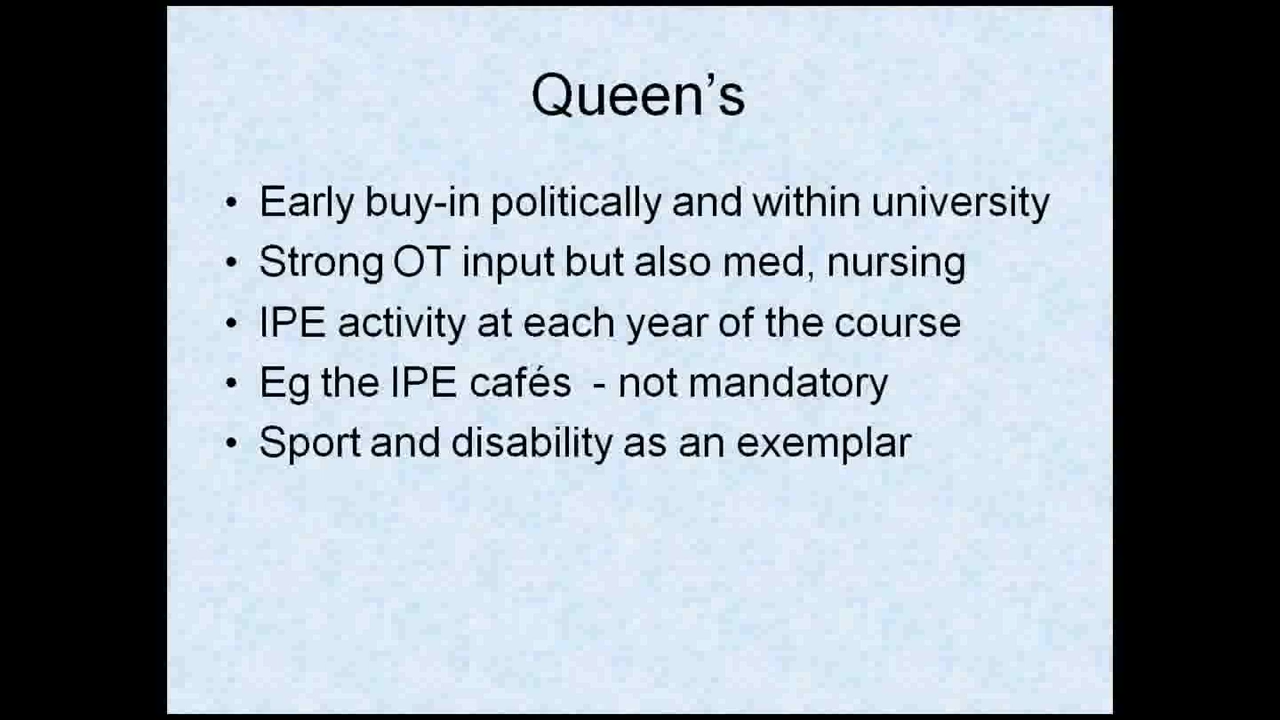 Queen’s
• Early buy-in politically and within university
• Strong OT input but also med, nursing
• IPE activity at each year of the course
• Eg the IPE cafés  - not mandatory
• Sport and disability as an exemplar